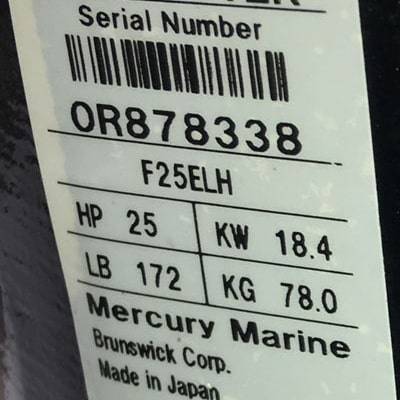 Serial Number
0R878338
F25ELH
HP 25 KW 18.4
LB 172 KG 78.0
Mercury Marine
Brunswick Corp.
Made in Japan